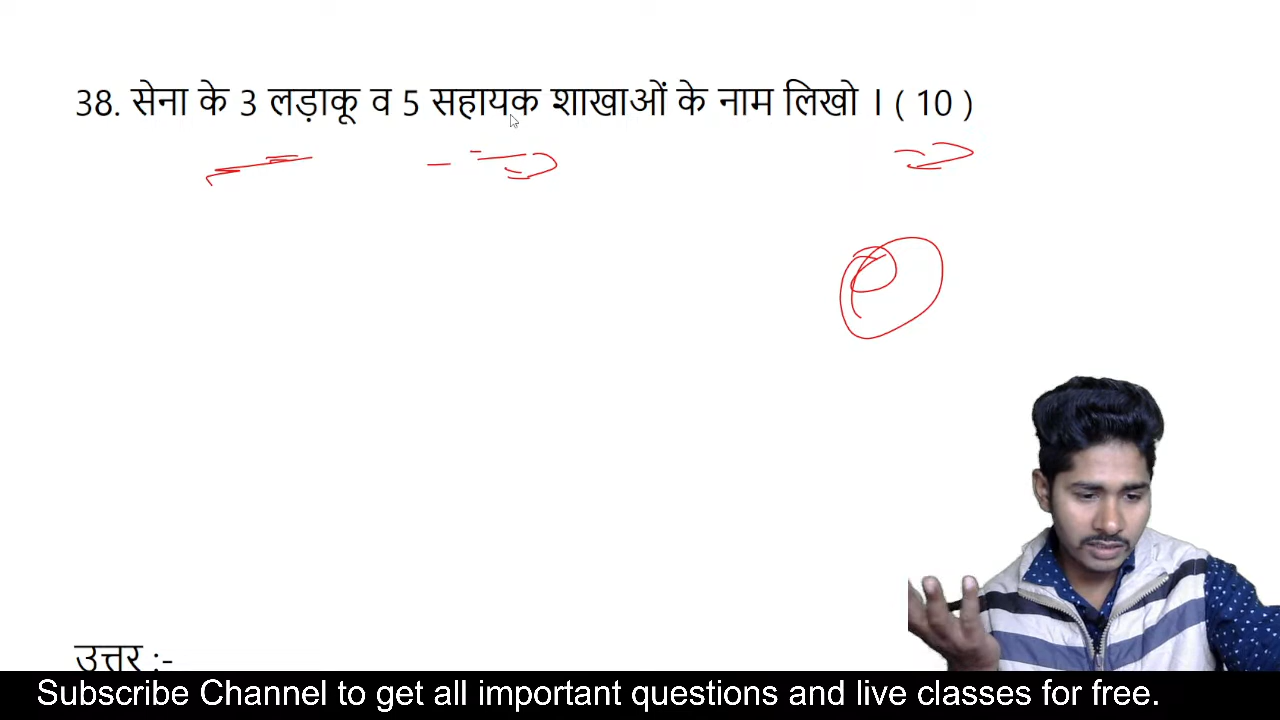 38. सेना के 3 लड़ाकू व 5 सहायक शाखाओं के नाम लिखो । ( 10 )
उत्तर :-
Subscribe Channel to get all important questions and live classes for free.